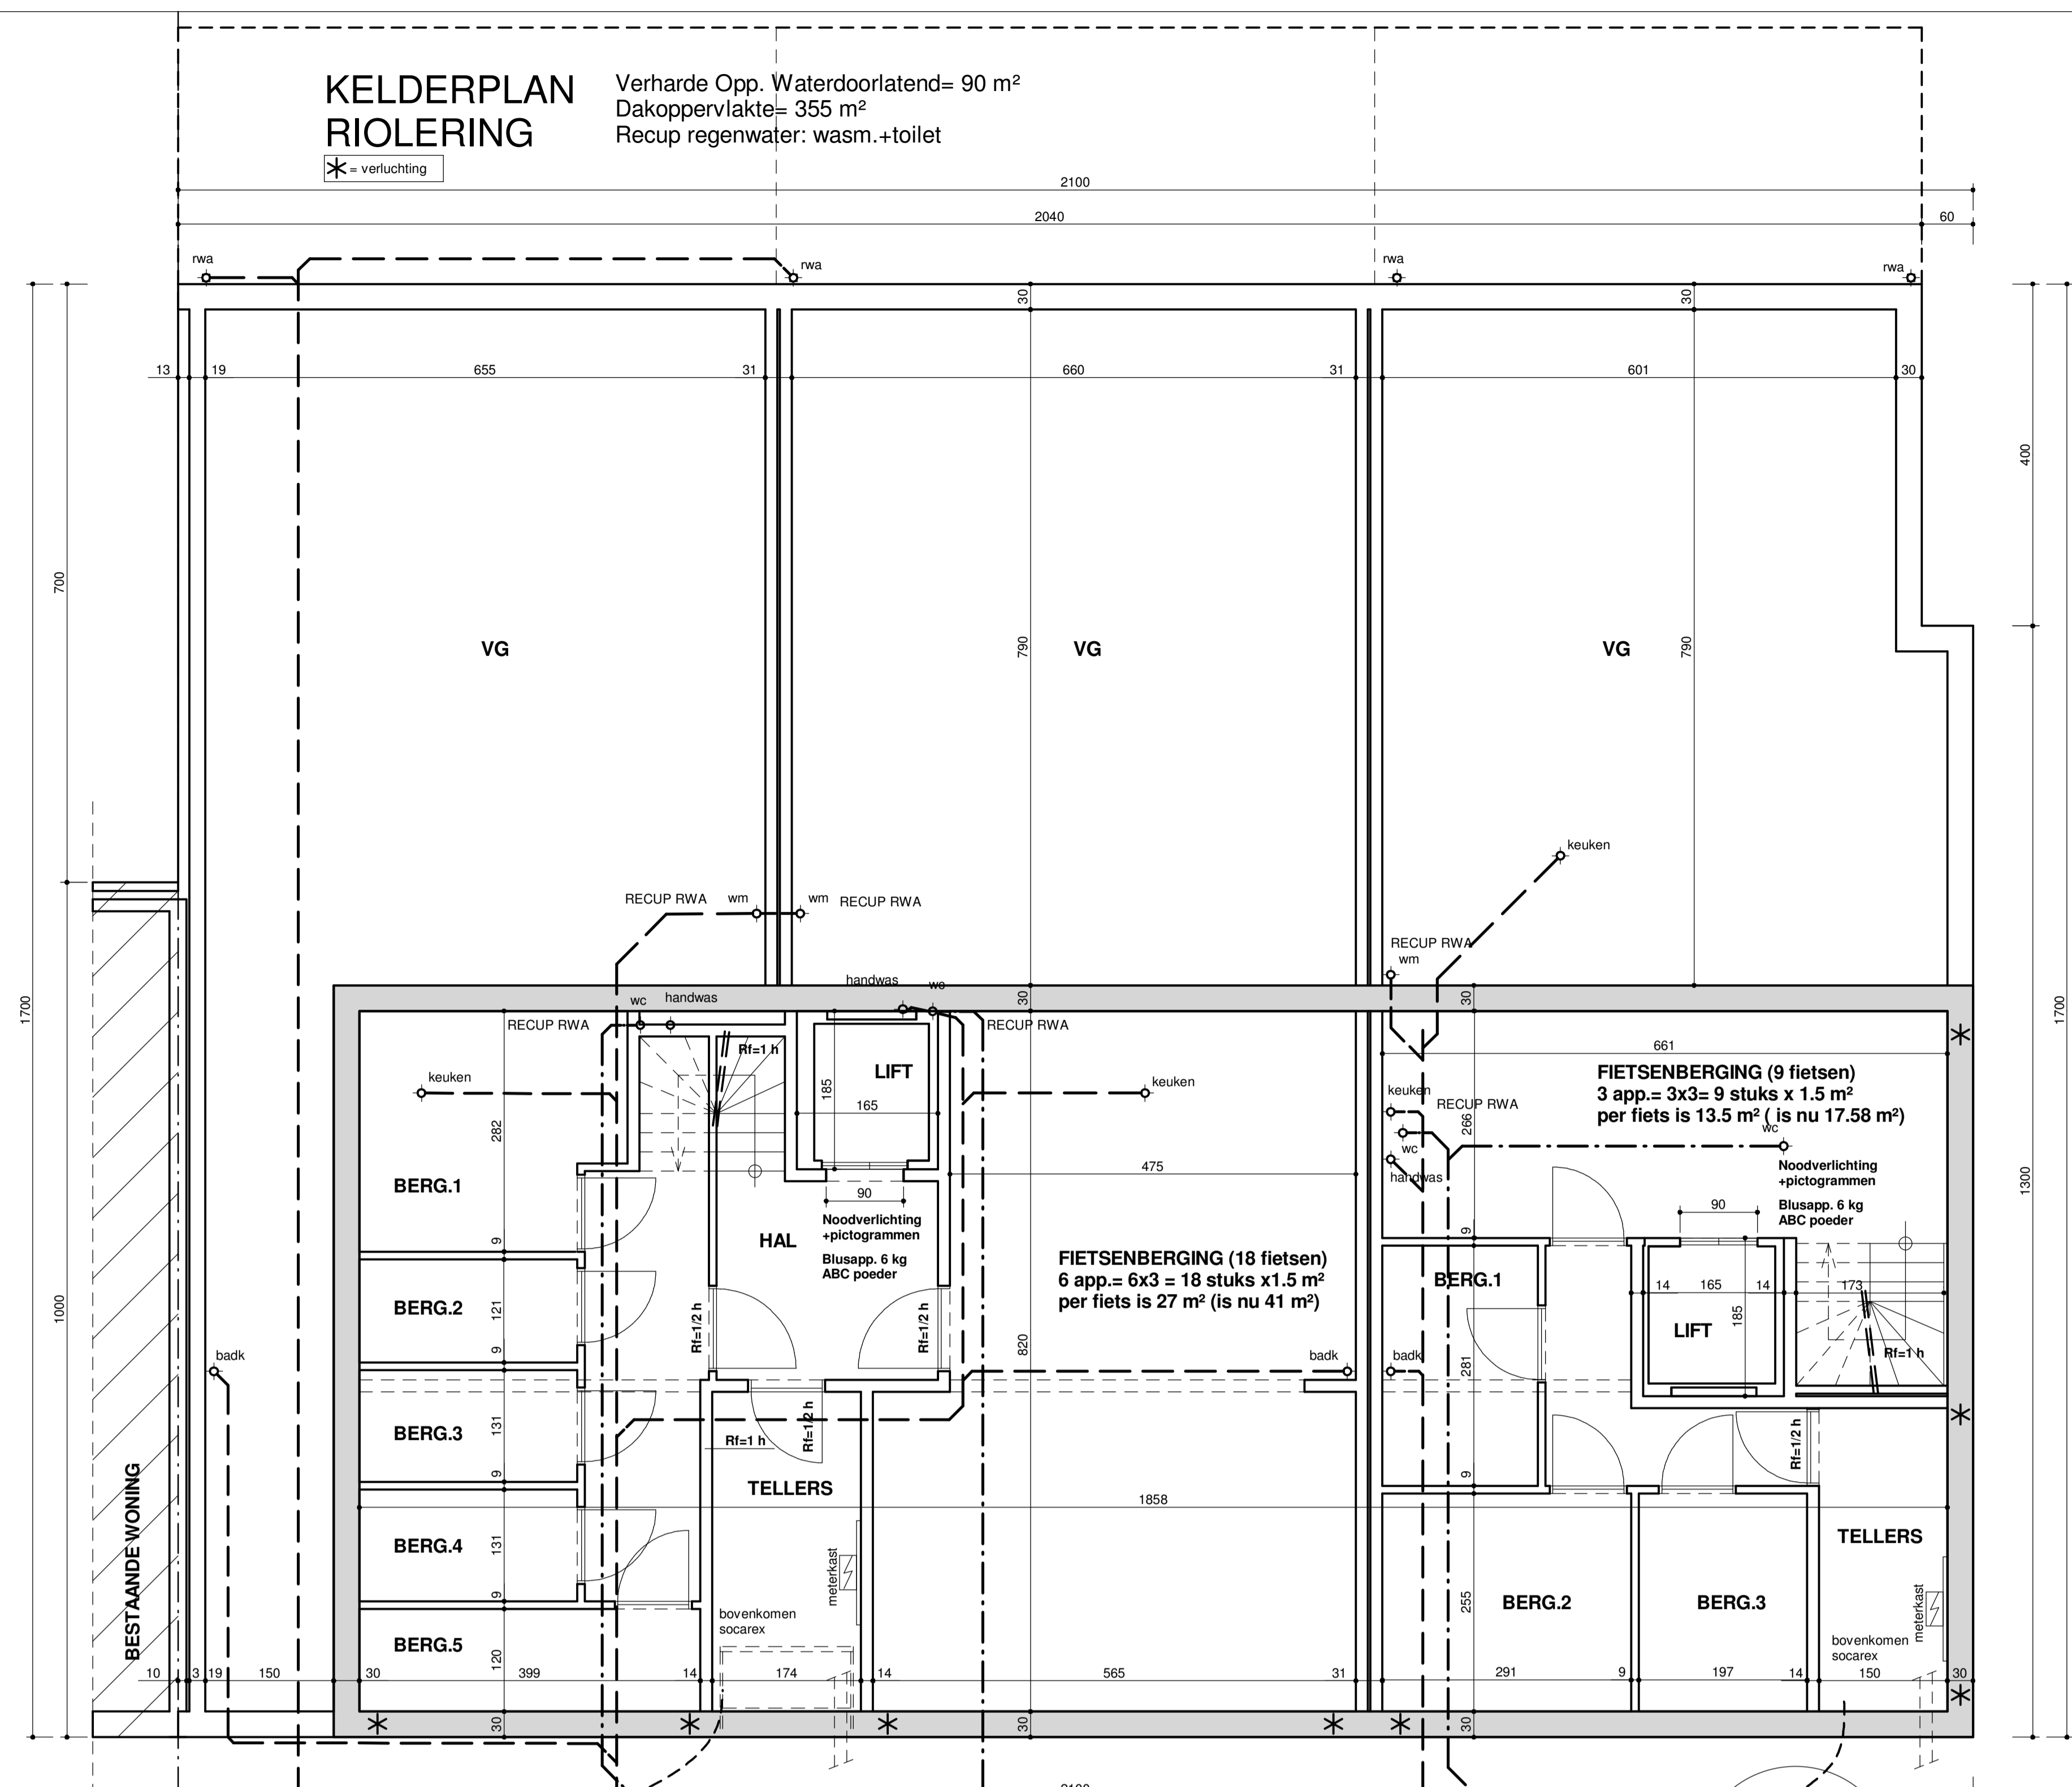 KELDERPLAN
RIOLERING
Verharde Opp. Waterdoorlatend= 90 m²
Dakoppervlakte= 355 m²
Recup regenwater: wasm.+toilet
= verluchting
2100
2040
60
rwa
rwa
rwa
rwa
30
30
13
19
655
31
660
31
601
30
400
700
VG
790
VG
790
VG
keuken
RECUP RWA
wm
wm
RECUP RWA
RECUP RWA
wm
1700
1700
handwas
wc
30
30
wc
handwas
RECUP RWA
RECUP RWA
Rf=1 h
661
LIFT
185
165
FIETSENBERGING (9 fietsen)
3 app.= 3x3= 9 stuks x 1.5 m²
per fiets is 13.5 m² ( is nu 17.58 m²)
keuken
keuken
keuken
RECUP RWA
266
wc
wc
handwas
282
475
BERG.1
90
Noodverlichting
+pictogrammen
Blusapp. 6 kg
ABC poeder
Noodverlichting
+pictogrammen
Blusapp. 6 kg
ABC poeder
90
1300
9
HAL
9
FIETSENBERGING (18 fietsen)
6 app.= 6x3 = 18 stuks x1.5 m²
per fiets is 27 m² (is nu 41 m²)
BERG.1
14
165
14
173
185
LIFT
Rf=1 h
1000
BERG.2
121
9
Rf=1/2 h
Rf=1/2 h
820
badk
badk
badk
281
BERG.3
131
9
Rf=1/2 h
Rf=1 h
Rf=1/2 h
9
TELLERS
1858
BESTAANDE WONING
BERG.4
131
9
meterkast
TELLERS
meterkast
bovenkomen
socarex
bovenkomen
socarex
255
BERG.2
BERG.3
BERG.5
120
10
3
19
150
30
399
14
174
14
565
31
291
9
197
14
150
30
30
30
30
2100